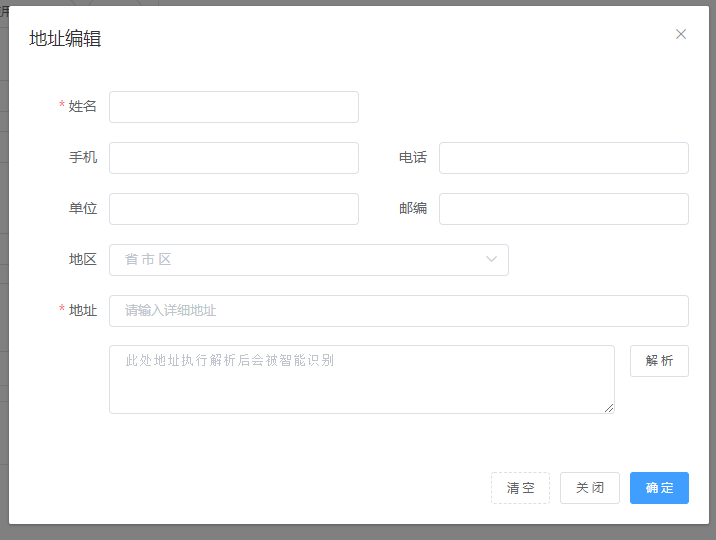 用
地址编辑
* 姓名
手机 电话
单位 邮编
地区 省 市 区
* 地址 请输入详细地址
此处地址执行解析后会被智能识别 解析
清空 关闭 确定